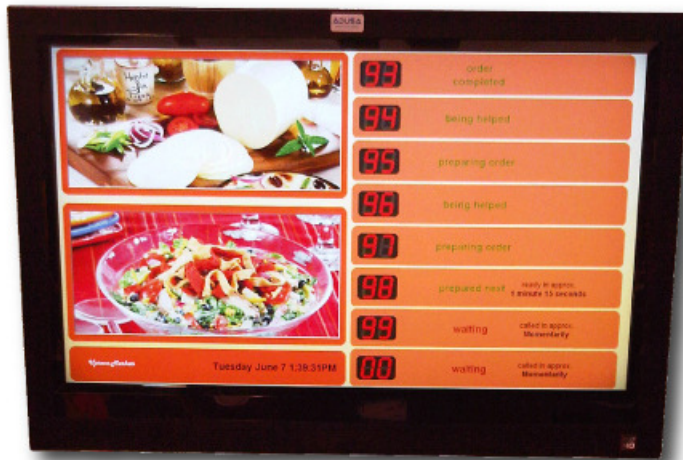 ADUSA
93
order
completed
94
being helped
95
preparing order
96
being helped
97
preparing order
98
prepared next
ready in approx.
1 minute 15 seconds
99
waiting
called in approx.
Momentarily
00
waiting
called in approx.
Momentarily
Tuesday June 7 1:39:31PM